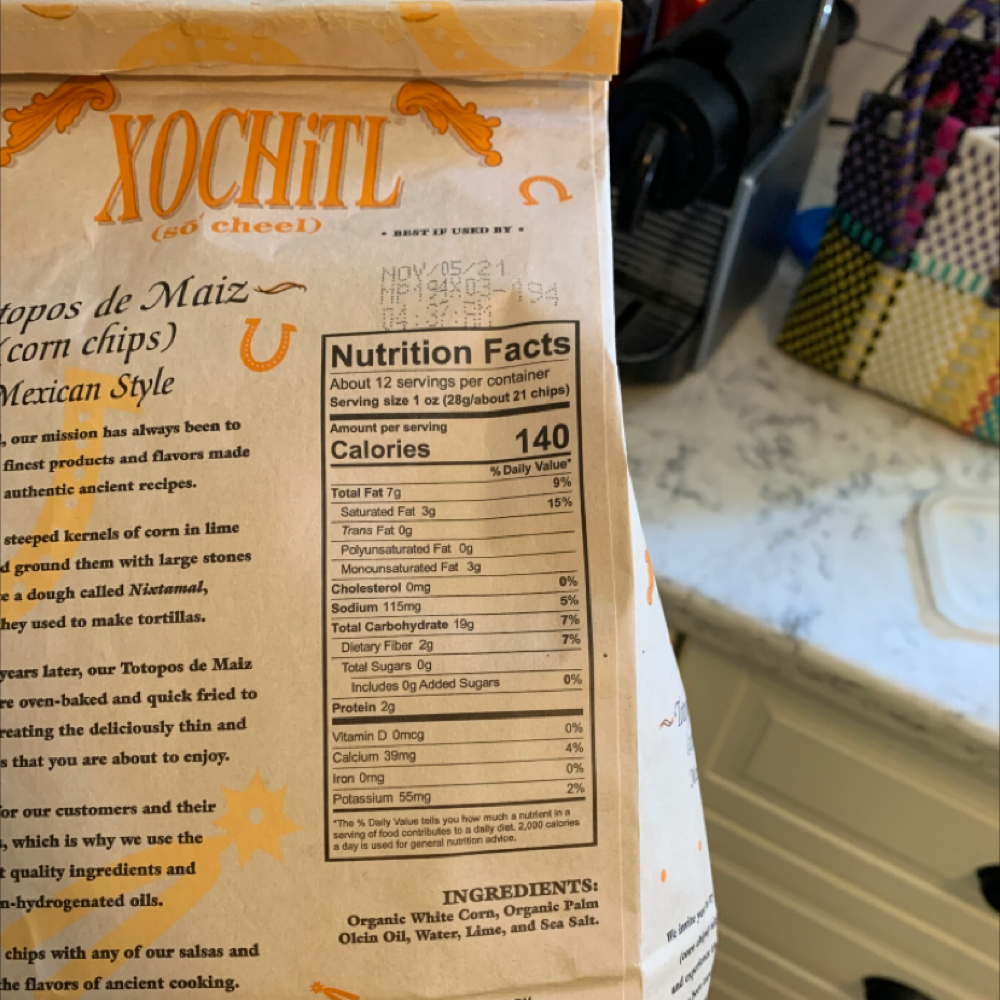 XOCHiTL
(só cheel)
• BEST IF USED BY •
NOV/05/21
MP194X03-194
04:37:AM
topos de Maiz
(corn chips)
Mexican Style
, our mission has always been to
finest products and flavors made
authentic ancient recipes.
steeped kernels of corn in lime
d ground them with large stones
e a dough called Nixtamal,
hey used to make tortillas.
years later, our Totopos de Maiz
re oven-baked and quick fried to
reating the deliciously thin and
s that you are about to enjoy.
or our customers and their
, which is why we use the
t quality ingredients and
n-hydrogenated oils.
chips with any of our salsas and
he flavors of ancient cooking.
Nutrition Facts
About 12 servings per container
Serving size 1 oz (28g/about 21 chips)
Amount per serving
Calories 140
% Daily Value*
Total Fat 7g 9%
Saturated Fat 3g 15%
Trans Fat 0g
Polyunsaturated Fat 0g
Monounsaturated Fat 3g
Cholesterol 0mg 0%
Sodium 115mg 5%
Total Carbohydrate 19g 7%
Dietary Fiber 2g 7%
Total Sugars 0g
Includes 0g Added Sugars 0%
Protein 2g
Vitamin D 0mcg 0%
Calcium 39mg 4%
Iron 0mg 0%
Potassium 55mg 2%
*The % Daily Value tells you how much a nutrient in a
serving of food contributes to a daily diet. 2,000 calories
a day is used for general nutrition advice.
INGREDIENTS:
Organic White Corn, Organic Palm
Olein Oil, Water, Lime, and Sea Salt.
We invite